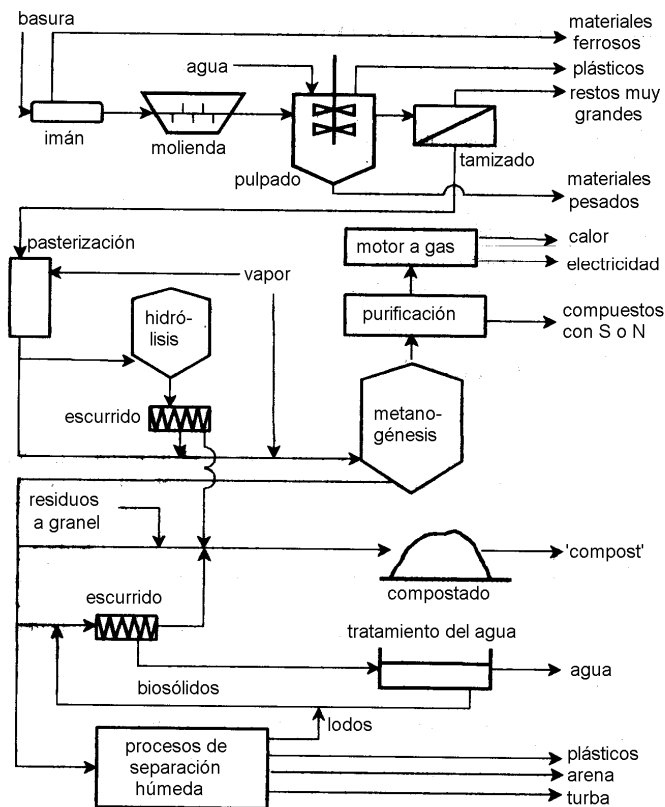 basura
materiales
ferrosos
agua
plásticos
restos muy
grandes
imán
molienda
pulpado
tamizado
materiales
pesados
pasterización
vapor
motor a gas
calor
electricidad
hidró-
lisis
purificación
compuestos
con S o N
escurrido
metano-
génesis
residuos
a granel
'compost'
compostado
escurrido
tratamiento del agua
agua
biosólidos
lodos
procesos de
separación
húmeda
plásticos
arena
turba